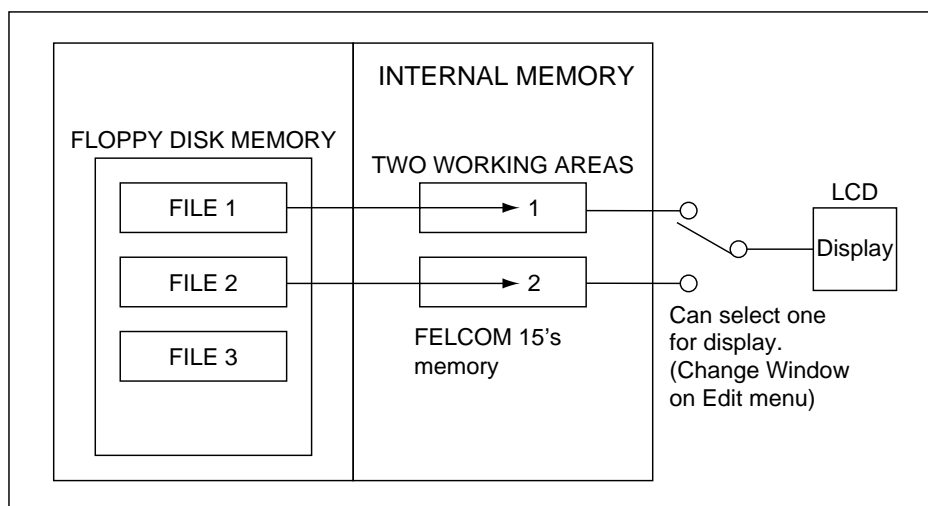 INTERNAL MEMORY
FLOPPY DISK MEMORY
TWO WORKING AREAS
FILE 1
1
LCD
Display
FILE 2
2
FILE 3
FELCOM 15’s
memory
Can select one
for display.
(Change Window
on Edit menu)